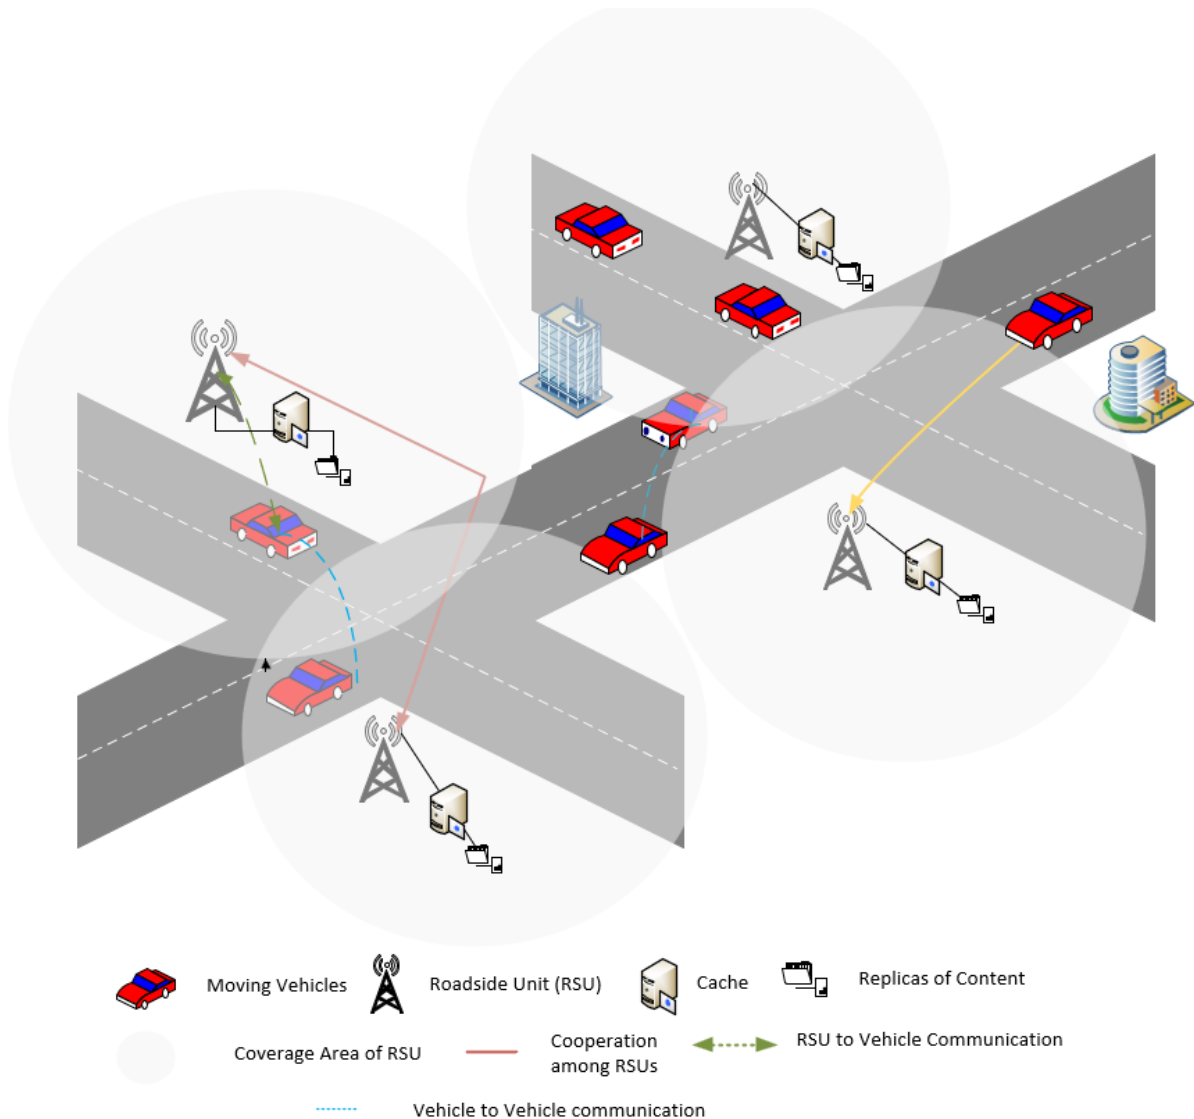 Moving Vehicles
Roadside Unit (RSU)
Cache
Replicas of Content
Coverage Area of RSU
Cooperation
among RSUs
RSU to Vehicle Communication
Vehicle to Vehicle communication